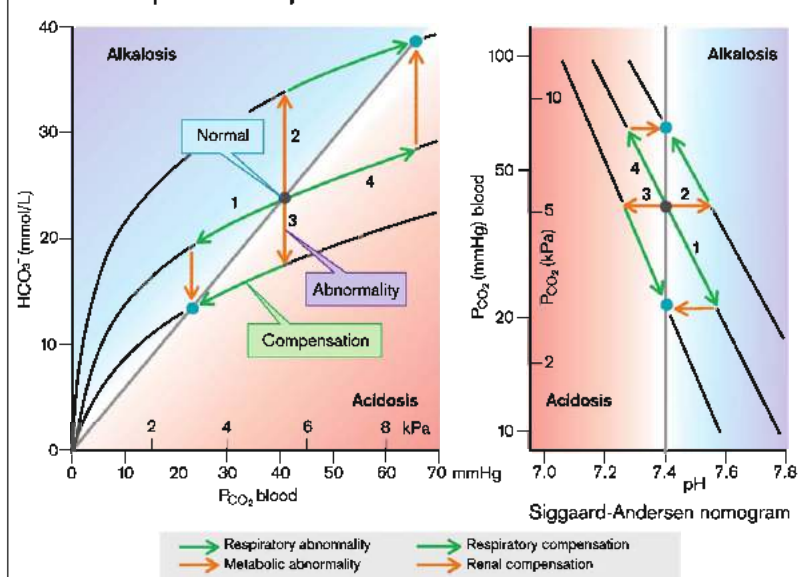 40
30
20
10
0
HCO₃⁻ (mmol/L)
Alkalosis
Normal
2
1
4
3
Abnormality
Compensation
Acidosis
2 4 6 8 kPa
0 10 20 30 40 50 60 70 mmHg
PCO₂ blood
100
50
20
10
PCO₂ (mmHg) blood
10
5
2
PCO₂ (kPa)
Alkalosis
4
3 2
1
Acidosis
7.0 7.2 7.4 7.6 7.8
pH
Siggaard-Andersen nomogram
Respiratory abnormality
Respiratory compensation
Metabolic abnormality
Renal compensation